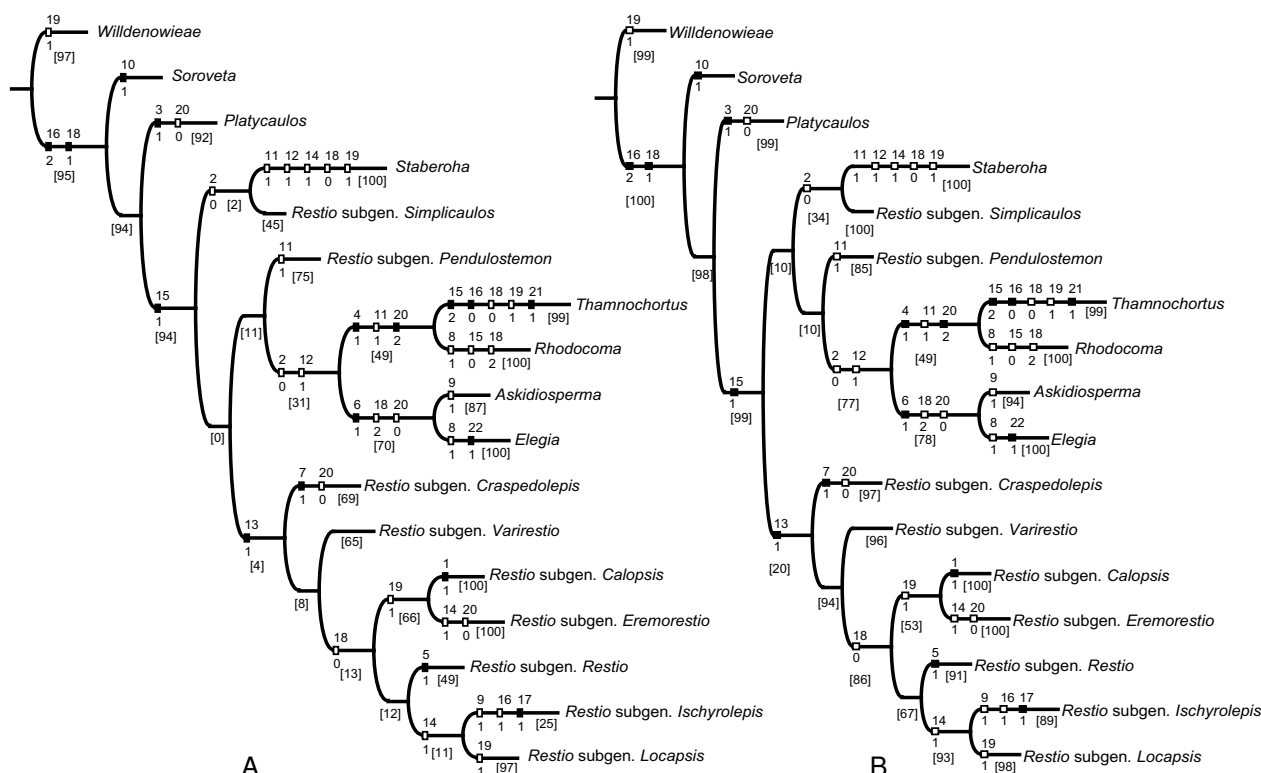 19 19
Willdenowieae Willdenowieae
1 [97] 1 [99]
10 10
Soroveta Soroveta
1 1
3 20 3 20
Platycaulos Platycaulos
16 18 1 0 [92] 16 18 1 0 [99]
2 1 11 12 14 18 19 2 1 11 12 14 18 19
[95] Staberoha [100] Staberoha
2 1 1 1 0 1 [100] 2 1 1 1 0 1 [100]
0 [2] Restio subgen. Simplicaulos 0 [34] Restio subgen. Simplicaulos
[94] [45] [98] [100]
11 11
Restio subgen. Pendulostemon [10] Restio subgen. Pendulostemon
1 [75] 1 [85]
15 15 16 18 19 21 15 16 18 19 21
1 [11] 4 11 20 Thamnochortus [10] 4 11 20 Thamnochortus
[94] 2 0 0 1 1 [99] 2 0 0 1 1 [99]
1 1 2 8 15 18 1 1 2 8 15 18
2 12 [49] Rhodocoma 2 12 [49] Rhodocoma
1 0 2 [100] 1 0 2 [100]
0 1 9 15 0 1 9
[31] 6 18 20 Askidiosperma 1 [77] 6 18 20 Askidiosperma
1 [87] [99] 1 [94]
[0] 1 2 0 8 22 1 2 0 8 22
[70] Elegia [78] Elegia
1 1 [100] 1 1 [100]
7 20 7 20
Restio subgen. Craspedolepis Restio subgen. Craspedolepis
13 1 0 [69] 13 1 0 [97]
1 Restio subgen. Varirestio 1 Restio subgen. Varirestio
[4] [65] [20] [96]
1 1
[8] 19 Restio subgen. Calopsis [94] 19 Restio subgen. Calopsis
1 [100] 1 [100]
1 [66] 14 20 1 [53] 14 20
18 Restio subgen. Eremorestio 18 Restio subgen. Eremorestio
0 [13] 1 0 [100] 0 [86] 1 0 [100]
5 5
Restio subgen. Restio Restio subgen. Restio
1 [49] 1 [91]
[12] 9 16 17 [67] 9 16 17
14 Restio subgen. Ischyrolepis 14 Restio subgen. Ischyrolepis
1 1 1 [25] 1 1 1 [89]
1 [11] 19 1 [93] 19
Restio subgen. Locapsis Restio subgen. Locapsis
1 [97] 1 [98]
A B